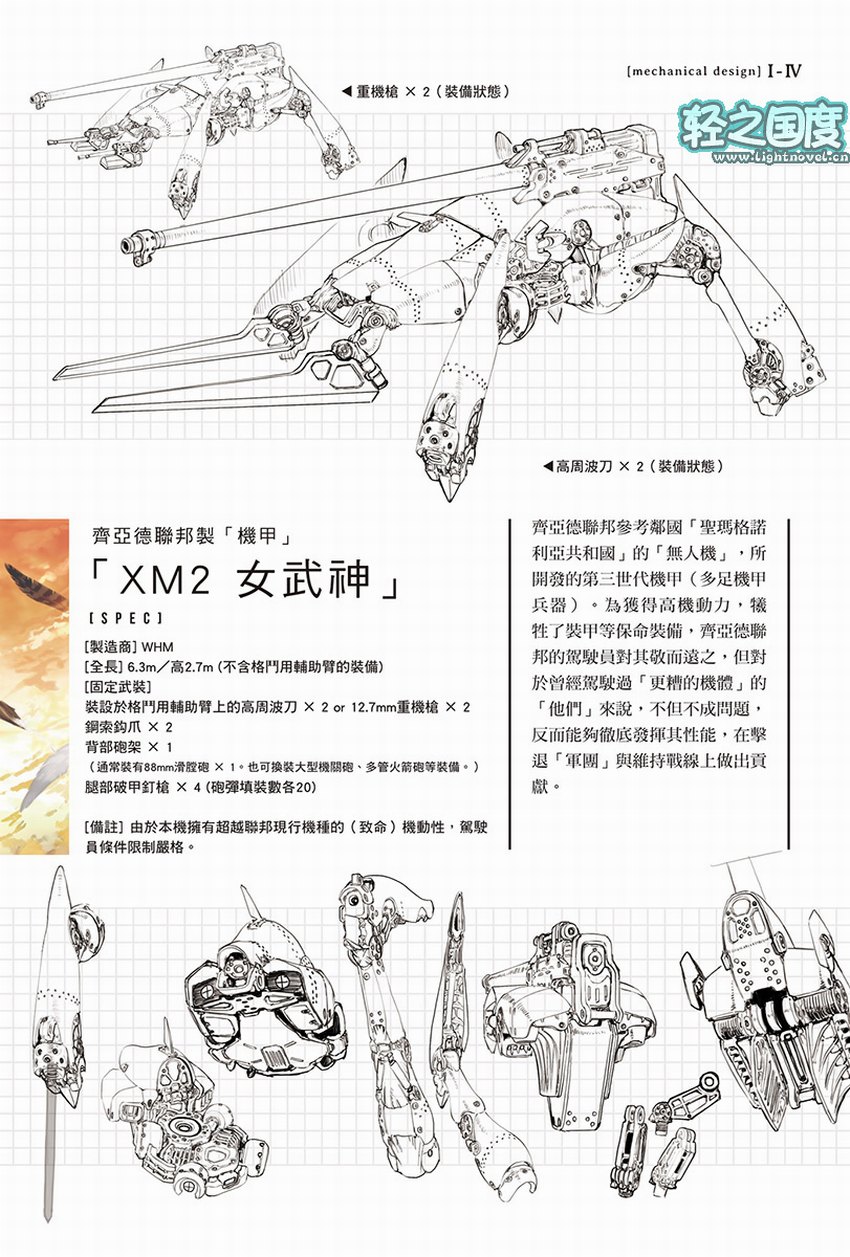 [mechanical design] I-IV
◀重機槍 × 2（裝備狀態）
轻之国度
www.lightnovel.cn
◀高周波刀 × 2（裝備狀態）
齊亞德聯邦製「機甲」
「XM2 女武神」
[SPEC]
[製造商] WHM
[全長] 6.3m／高2.7m (不含格鬥用輔助臂的裝備)
[固定武裝]
裝設於格鬥用輔助臂上的高周波刀 × 2 or 12.7mm重機槍 × 2
鋼索鈎爪 × 2
背部砲架 × 1
（通常裝有88mm滑膛砲 × 1。也可換裝大型機關砲、多管火箭砲等裝備。）
腿部破甲釘槍 × 4 (砲彈填裝數各20)
[備註] 由於本機擁有超越聯邦現行機種的（致命）機動性，駕駛
員條件限制嚴格。
齊亞德聯邦參考鄰國「聖瑪格諾
利亞共和國」的「無人機」，所
開發的第三世代機甲（多足機甲
兵器）。為獲得高機動力，犧
牲了裝甲等保命裝備，齊亞德聯
邦的駕駛員對其敬而遠之，但對
於曾經駕駛過「更糟的機體」的
「他們」來說，不但不成問題，
反而能夠徹底發揮其性能，在擊
退「軍團」與維持戰線上做出貢
獻。